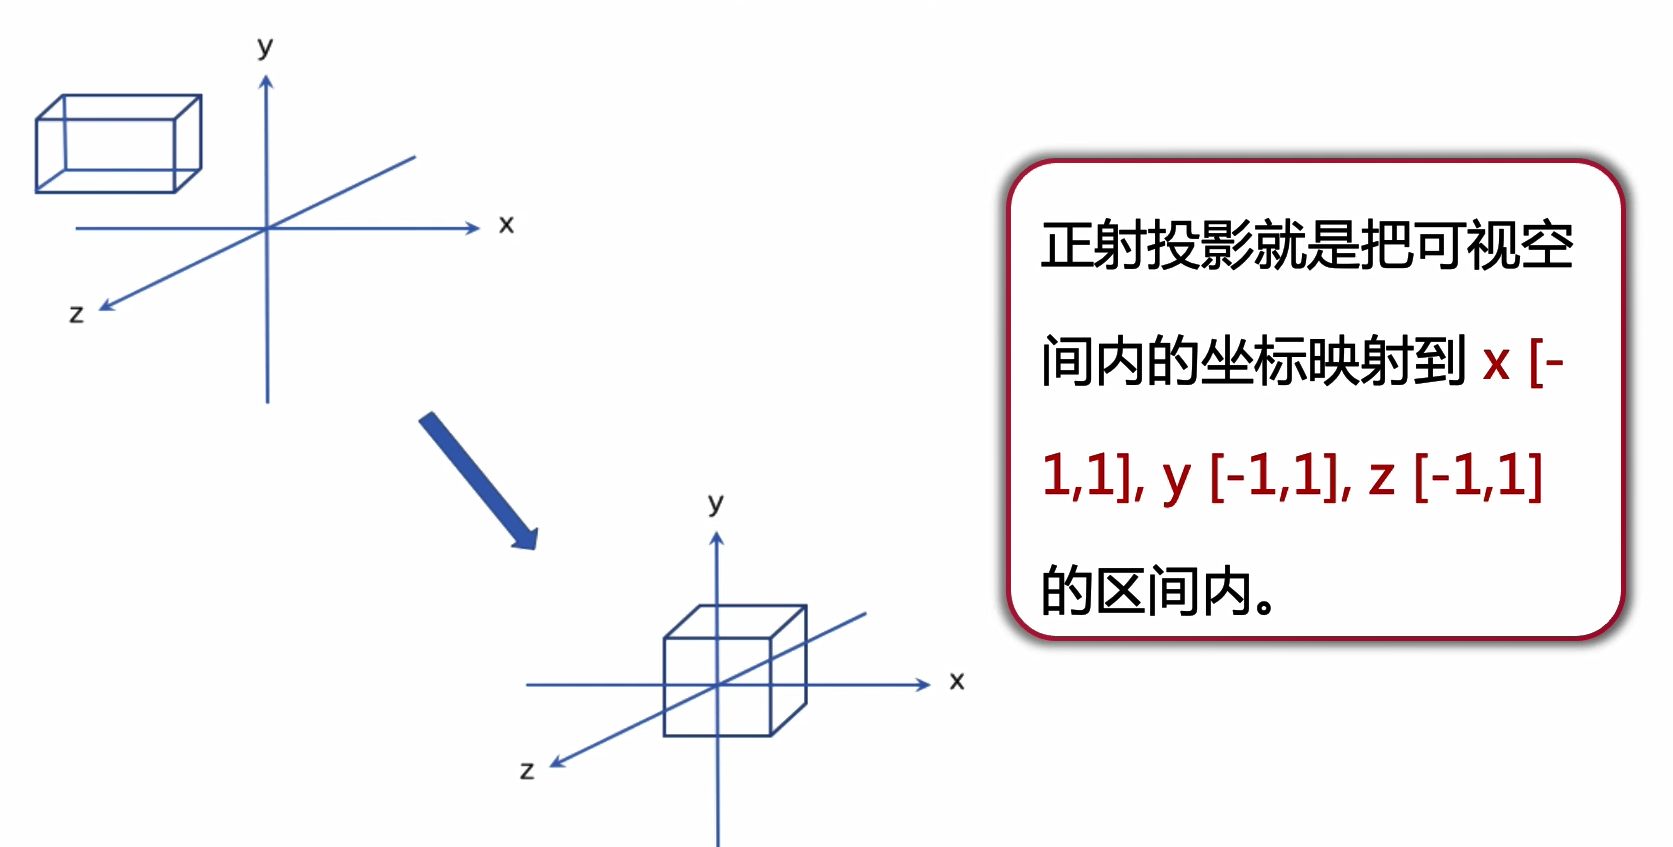 y
x
z
正射投影就是把可视空
间内的坐标映射到 x [-
1,1], y [-1,1], z [-1,1]
的区间内。
y
x
z